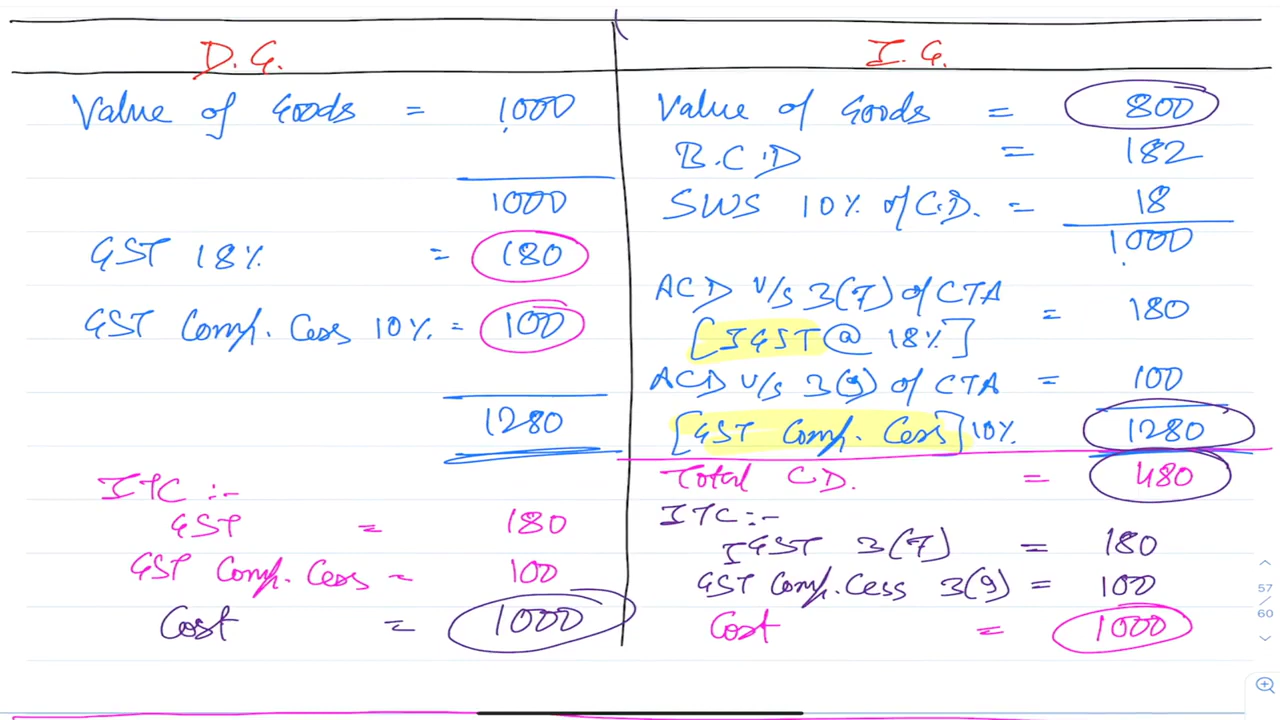 D.G.
Value of Goods = 1000
1000
GST 18% = 180
GST Comp. Cess 10% = 100
1280
ITC :-
GST = 180
GST Comp. Cess = 100
Cost = 1000
I.G.
Value of Goods = 800
B.C.D = 182
SWS 10% of C.D. = 18
1000
ACD u/s 3(7) of CTA = 180
[IGST @ 18%]
ACD u/s 3(9) of CTA = 100
[GST Comp. Cess] 10% 1280
Total C.D. = 480
ITC :-
IGST 3(7) = 180
GST Comp. Cess 3(9) = 100
Cost = 1000
57
/
60